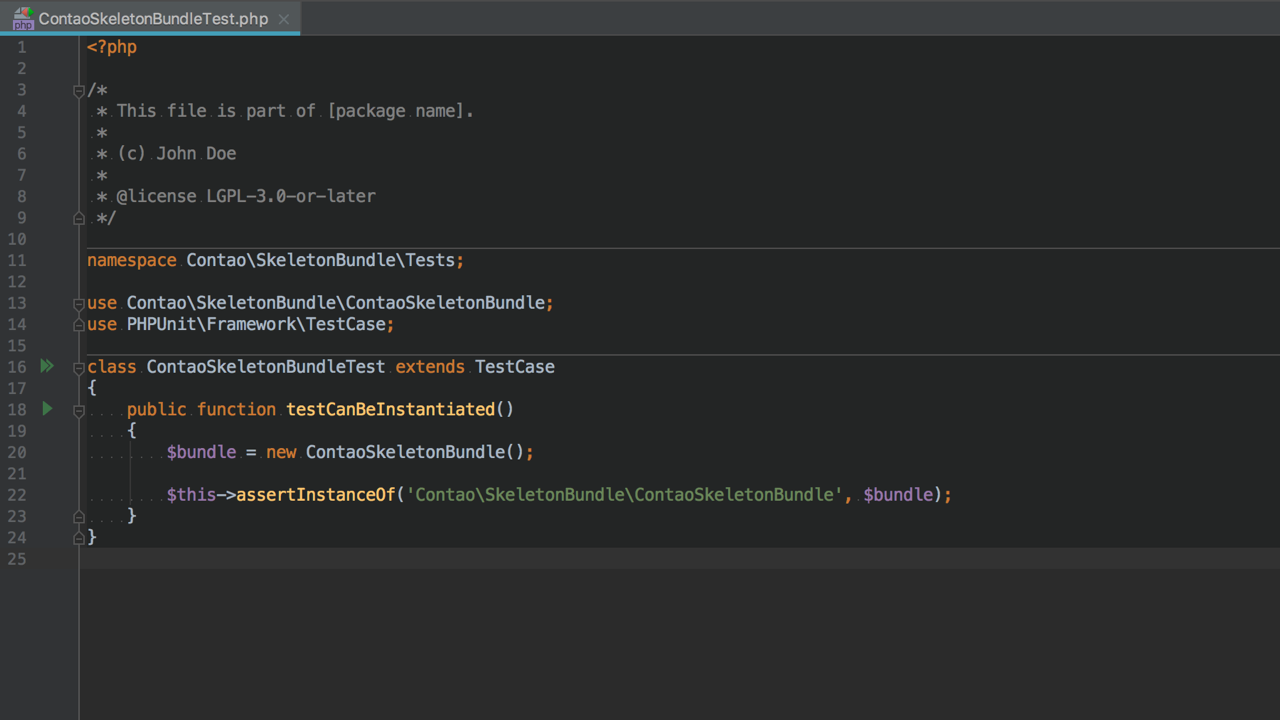 ContaoSkeletonBundleTest.php
1 <?php
2
3 /*
4  * This file is part of [package name].
5  *
6  * (c) John Doe
7  *
8  * @license LGPL-3.0-or-later
9  */
10
11 namespace Contao\SkeletonBundle\Tests;
12
13 use Contao\SkeletonBundle\ContaoSkeletonBundle;
14 use PHPUnit\Framework\TestCase;
15
16 class ContaoSkeletonBundleTest extends TestCase
17 {
18     public function testCanBeInstantiated()
19     {
20         $bundle = new ContaoSkeletonBundle();
21
22         $this->assertInstanceOf('Contao\SkeletonBundle\ContaoSkeletonBundle', $bundle);
23     }
24 }
25